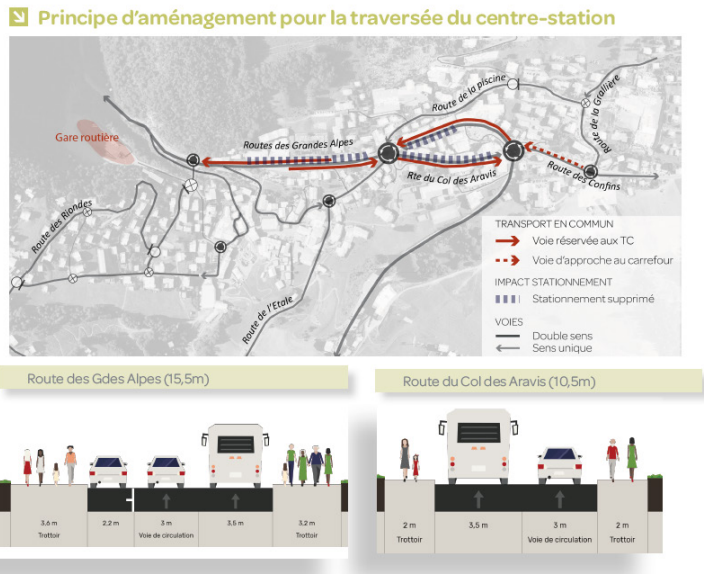 Principe d'aménagement pour la traversée du centre-station
Route de la piscine
Route de la Grallière
Gare routière
Routes des Grandes Alpes
Rte du Col des Aravis
Route des Confins
Route des Riondes
Route de l'Etale
TRANSPORT EN COMMUN
Voie réservée aux TC
Voie d'approche au carrefour
IMPACT STATIONNEMENT
Stationnement supprimé
VOIES
Double sens
Sens unique
Route des Gdes Alpes (15,5m)
Route du Col des Aravis (10,5m)
3,6 m
2,2 m
3 m
3,5 m
3,2 m
Trottoir
Voie de circulation
Trottoir
2 m
3,5 m
3 m
2 m
Trottoir
Voie de circulation
Trottoir